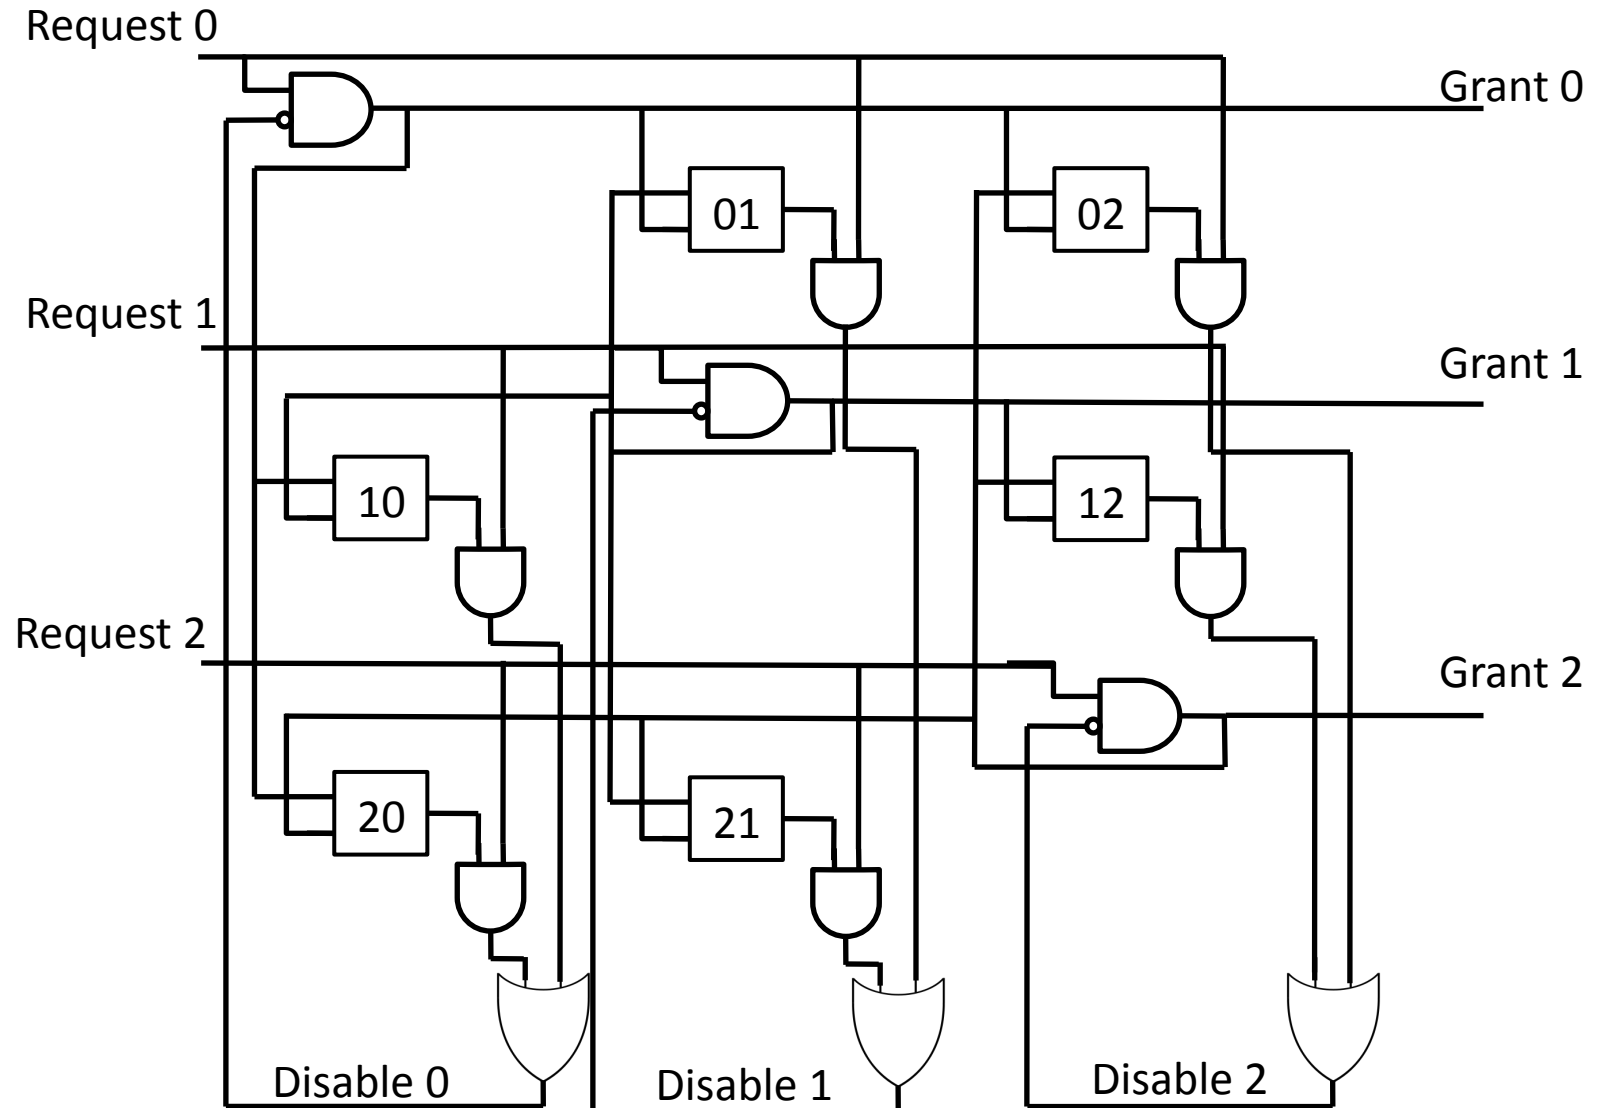 Request 0
Grant 0
01
02
Request 1
Grant 1
10
12
Request 2
Grant 2
20
21
Disable 0
Disable 1
Disable 2